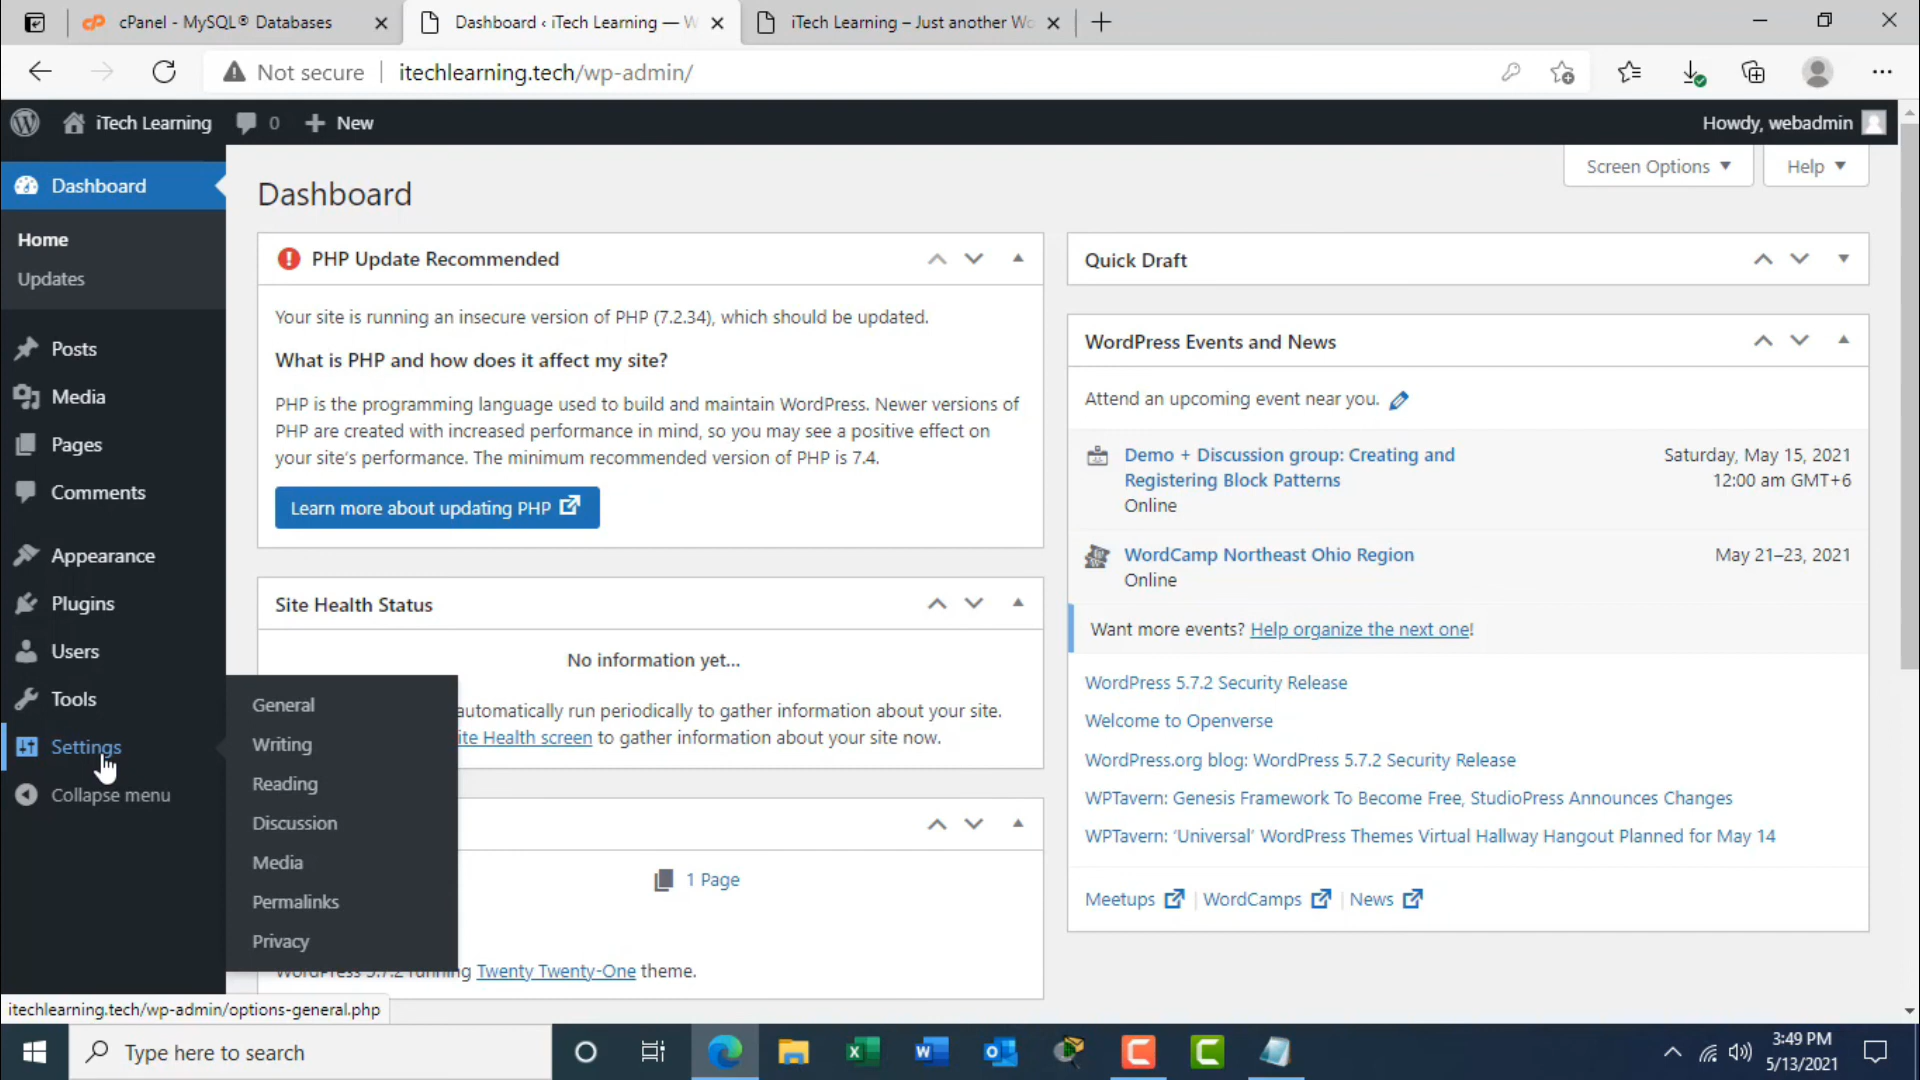 cPanel - MySQL® Databases
Dashboard ‹ iTech Learning — W
iTech Learning – Just another Wo
Not secure
itechlearning.tech/wp-admin/
iTech Learning
0
New
Howdy, webadmin
Screen Options
Help
Dashboard
Home
Updates
Posts
Media
Pages
Comments
Appearance
Plugins
Users
Tools
Settings
Collapse menu
General
Writing
Reading
Discussion
Media
Permalinks
Privacy
Dashboard
PHP Update Recommended
Your site is running an insecure version of PHP (7.2.34), which should be updated.
What is PHP and how does it affect my site?
PHP is the programming language used to build and maintain WordPress. Newer versions of
PHP are created with increased performance in mind, so you may see a positive effect on
your site's performance. The minimum recommended version of PHP is 7.4.
Learn more about updating PHP
Site Health Status
No information yet...
automatically run periodically to gather information about your site.
ite Health screen to gather information about your site now.
1 Page
WordPress 5.7.2 running Twenty Twenty-One theme.
Quick Draft
WordPress Events and News
Attend an upcoming event near you.
Demo + Discussion group: Creating and
Registering Block Patterns
Online
Saturday, May 15, 2021
12:00 am GMT+6
WordCamp Northeast Ohio Region
Online
May 21–23, 2021
Want more events? Help organize the next one!
WordPress 5.7.2 Security Release
Welcome to Openverse
WordPress.org blog: WordPress 5.7.2 Security Release
WPTavern: Genesis Framework To Become Free, StudioPress Announces Changes
WPTavern: ‘Universal’ WordPress Themes Virtual Hallway Hangout Planned for May 14
Meetups | WordCamps | News
itechlearning.tech/wp-admin/options-general.php
Type here to search
3:49 PM
5/13/2021